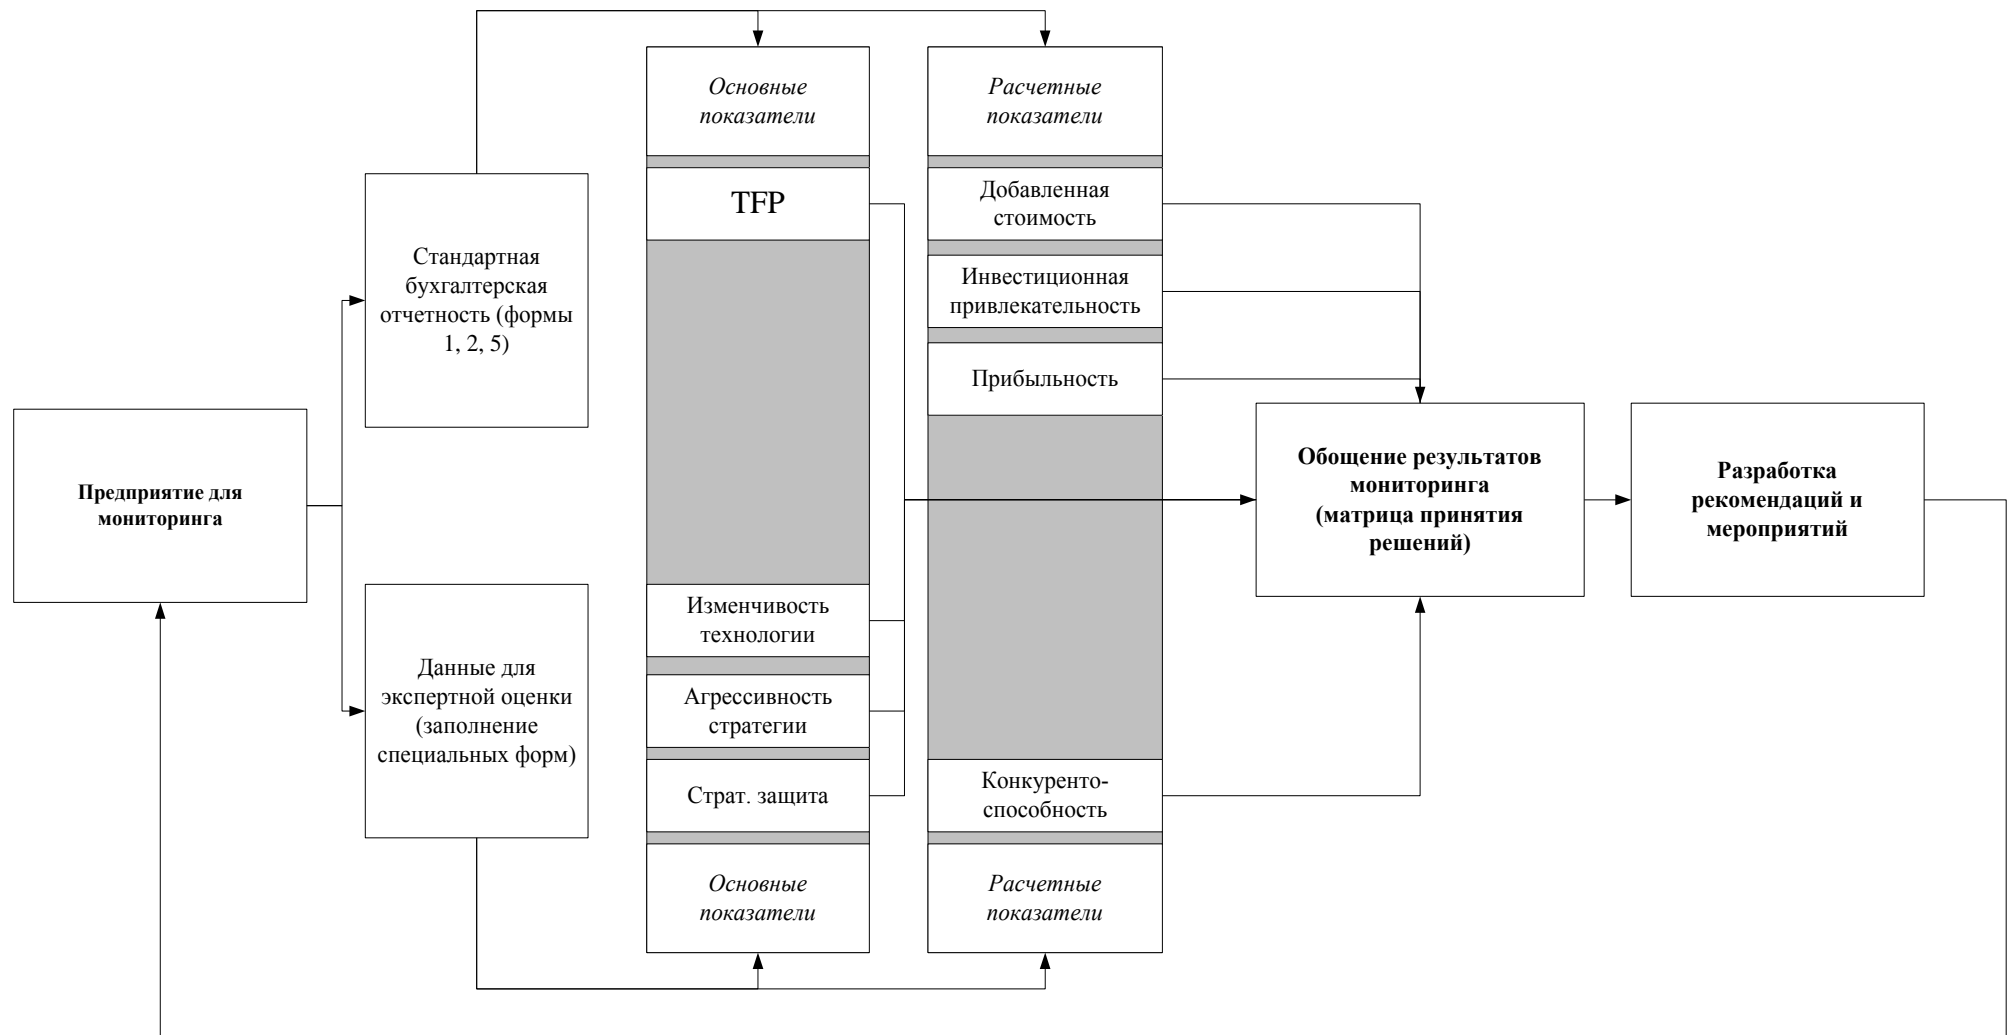 Основные
показатели
Расчетные
показатели
TFP
Добавленная
стоимость
Стандартная
бухгалтерская
отчетность (формы
1, 2, 5)
Инвестиционная
привлекательность
Прибыльность
Предприятие для
мониторинга
Обощение результатов
мониторинга
(матрица принятия
решений)
Разработка
рекомендаций и
мероприятий
Данные для
экспертной оценки
(заполнение
специальных форм)
Изменчивость
технологии
Агрессивность
стратегии
Страт. защита
Конкуренто-
способность
Основные
показатели
Расчетные
показатели